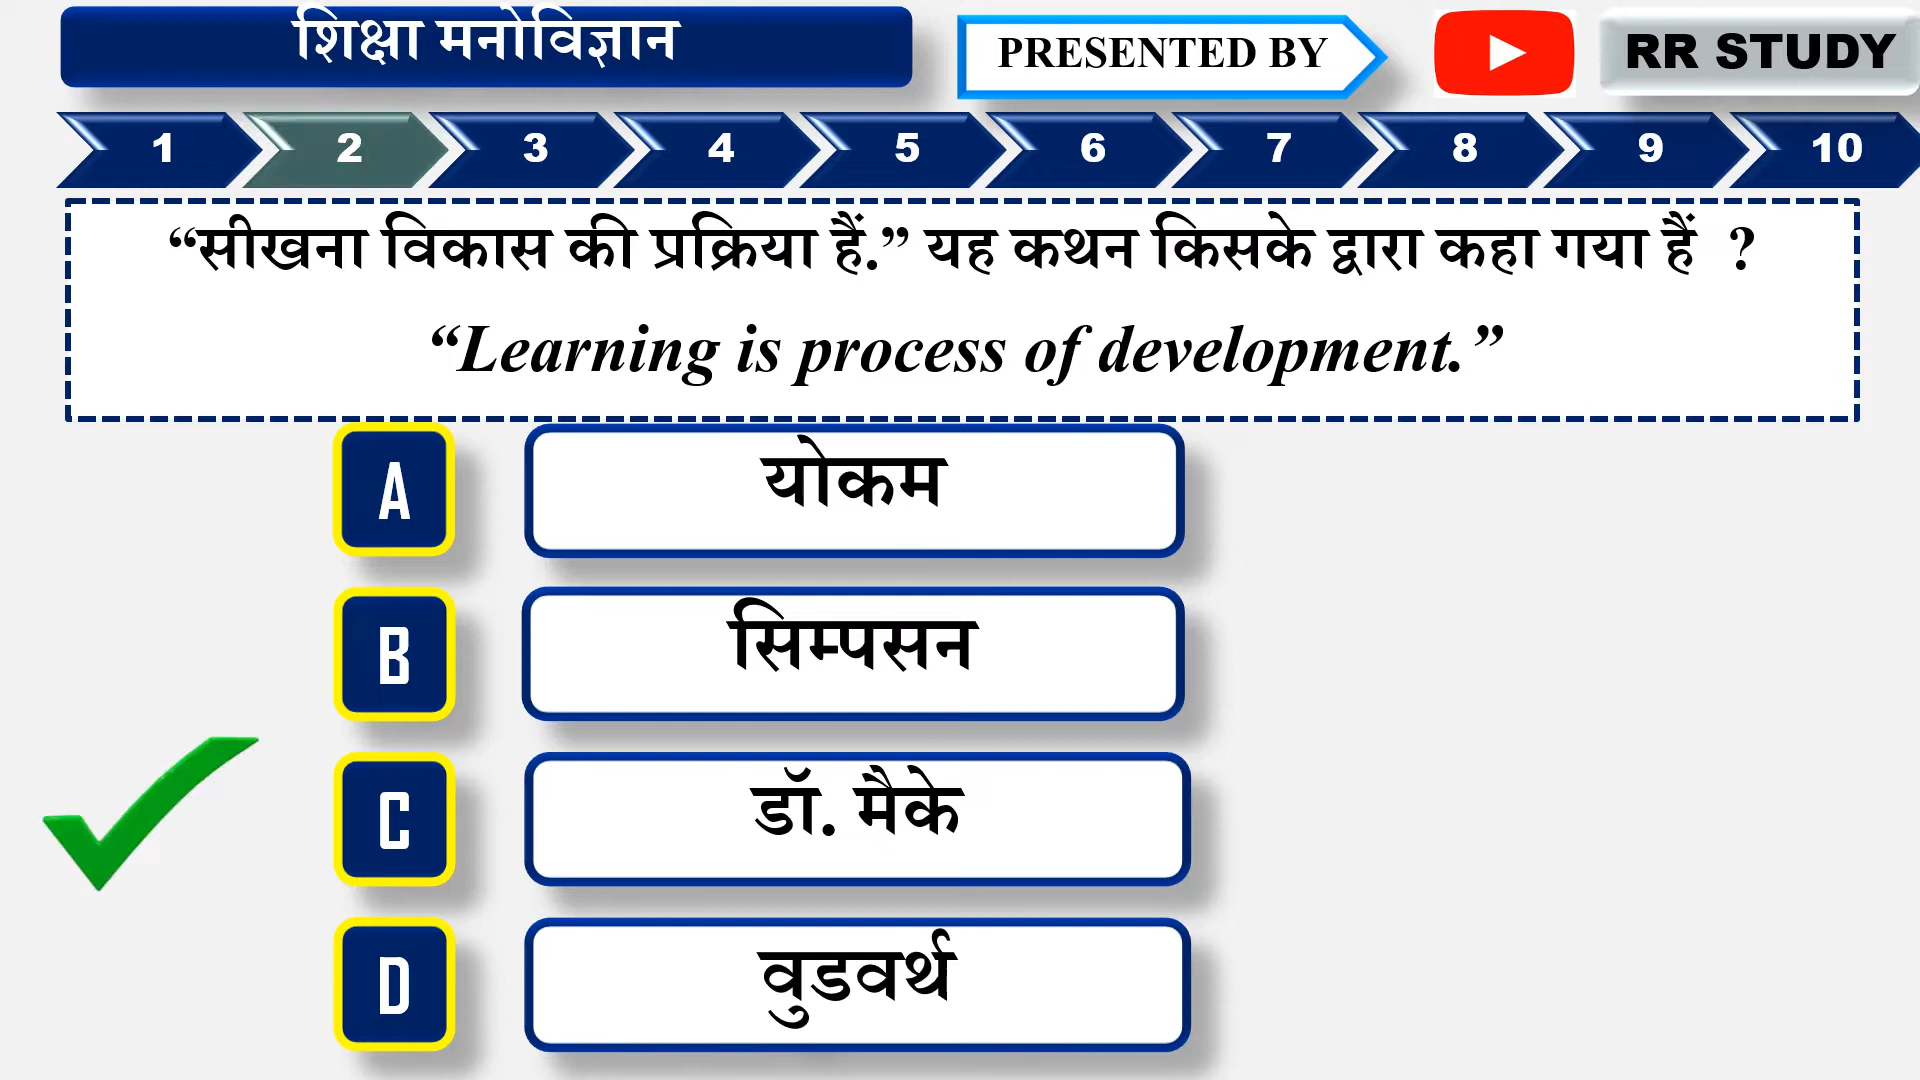 शिक्षा मनोविज्ञान
PRESENTED BY
RR STUDY
1 2 3 4 5 6 7 8 9 10
“सीखना विकास की प्रक्रिया हैं.” यह कथन किसके द्वारा कहा गया हैं ?
“Learning is process of development.”
A योकम
B सिम्पसन
C डॉ. मैके
D वुडवर्थ